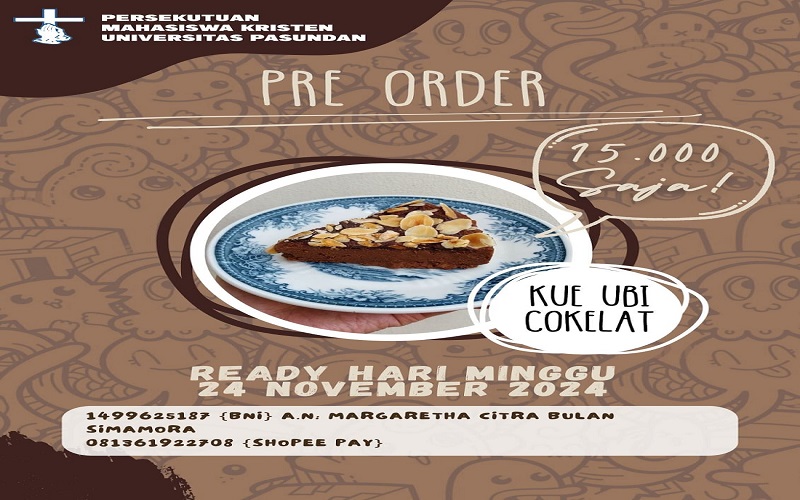 PERSEKUTUAN
MAHASISWA KRISTEN
UNIVERSITAS PASUNDAN
PRE ORDER
15.000
Saja!
KUE UBI
COKELAT
READY HARI MINGGU
24 NOVEMBER 2024
1499625187 {BNI} A.N: MARGARETHA CITRA BULAN
SIMAMORA
081361922708 {SHOPEE PAY}